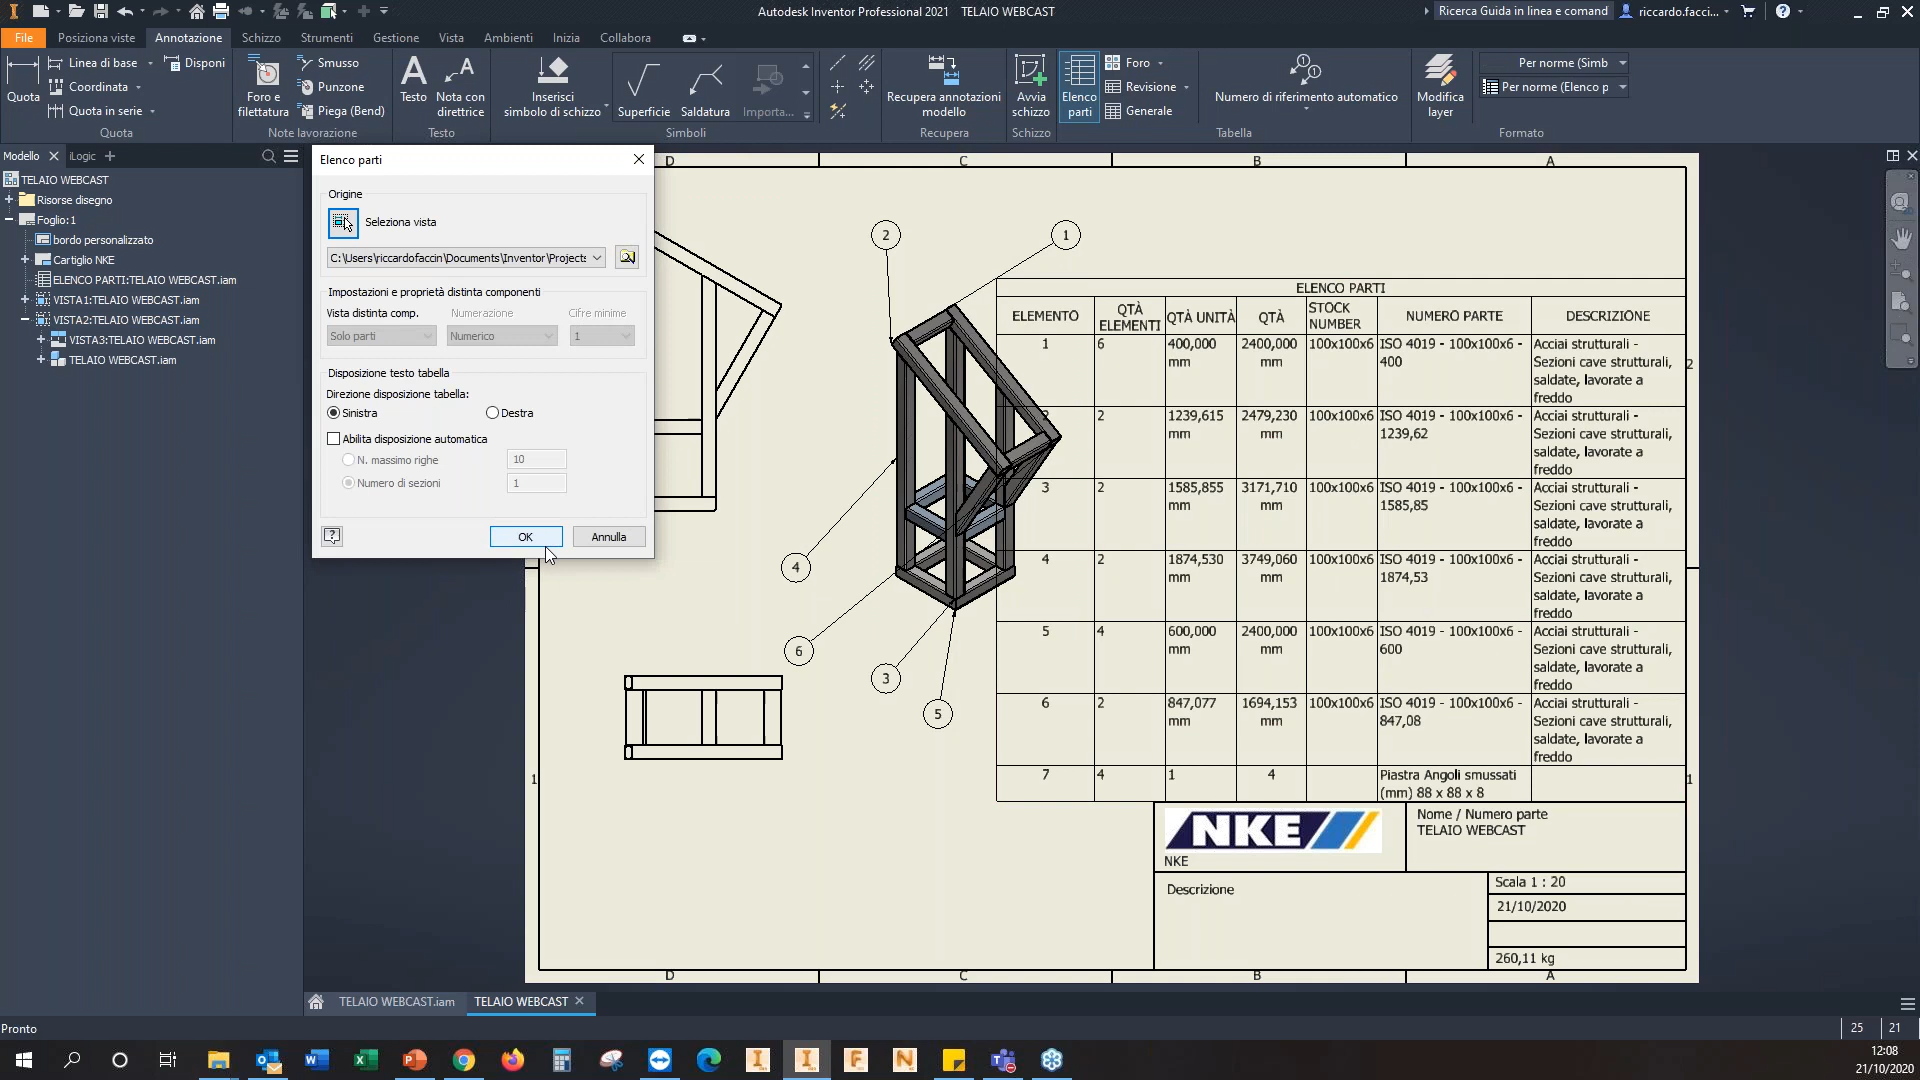 Autodesk Inventor Professional 2021 TELAIO WEBCAST
Ricerca Guida in linea e comand
riccardo.facci...
File Posiziona viste Annotazione Schizzo Strumenti Gestione Vista Ambienti Inizia Collabora
Quota
Linea di base
Coordinata
Quota in serie
Disponi
Quota
Foro e
filettatura
Smusso
Punzone
Piega (Bend)
Note lavorazione
Testo
Nota con
direttrice
Testo
Inserisci
simbolo di schizzo
Superficie
Saldatura
Importa...
Simboli
Recupera annotazioni
modello
Recupera
Avvia
schizzo
Schizzo
Elenco
parti
Foro
Revisione
Generale
Numero di riferimento automatico
Tabella
Modifica
layer
Per norme (Simb
Per norme (Elenco p
Formato
Modello iLogic
TELAIO WEBCAST
Risorse disegno
Foglio:1
bordo personalizzato
Cartiglio NKE
ELENCO PARTI:TELAIO WEBCAST.iam
VISTA1:TELAIO WEBCAST.iam
VISTA2:TELAIO WEBCAST.iam
VISTA3:TELAIO WEBCAST.iam
TELAIO WEBCAST.iam
Elenco parti
Origine
Seleziona vista
C:\Users\riccardofaccin\Documents\Inventor\Projects
Impostazioni e proprietà distinta componenti
Vista distinta comp. Numerazione Cifre minime
Solo parti Numerico 1
Disposizione testo tabella
Direzione disposizione tabella:
Sinistra Destra
Abilita disposizione automatica
N. massimo righe 10
Numero di sezioni 1
OK Annulla
D C B A
2
1
4
6
3
5
ELENCO PARTI
ELEMENTO QTÀ ELEMENTI QTÀ UNITÀ QTÀ STOCK NUMBER NUMERO PARTE DESCRIZIONE
1 6 400,000 2400,000 100x100x6 ISO 4019 - 100x100x6 - Acciai strutturali -
mm mm 400 Sezioni cave strutturali,
saldate, lavorate a
freddo
2 2 1239,615 2479,230 100x100x6 ISO 4019 - 100x100x6 - Acciai strutturali -
mm mm 1239,62 Sezioni cave strutturali,
saldate, lavorate a
freddo
3 2 1585,855 3171,710 100x100x6 ISO 4019 - 100x100x6 - Acciai strutturali -
mm mm 1585,85 Sezioni cave strutturali,
saldate, lavorate a
freddo
4 2 1874,530 3749,060 100x100x6 ISO 4019 - 100x100x6 - Acciai strutturali -
mm mm 1874,53 Sezioni cave strutturali,
saldate, lavorate a
freddo
5 4 600,000 2400,000 100x100x6 ISO 4019 - 100x100x6 - Acciai strutturali -
mm mm 600 Sezioni cave strutturali,
saldate, lavorate a
freddo
6 2 847,077 1694,153 100x100x6 ISO 4019 - 100x100x6 - Acciai strutturali -
mm mm 847,08 Sezioni cave strutturali,
saldate, lavorate a
freddo
7 4 1 4 Piastra Angoli smussati
(mm) 88 x 88 x 8
2
1
1
NKE
NKE
Nome / Numero parte
TELAIO WEBCAST
Descrizione
Scala 1 : 20
21/10/2020
260,11 kg
D C B A
TELAIO WEBCAST.iam TELAIO WEBCAST
Pronto
25 21
12:08
21/10/2020